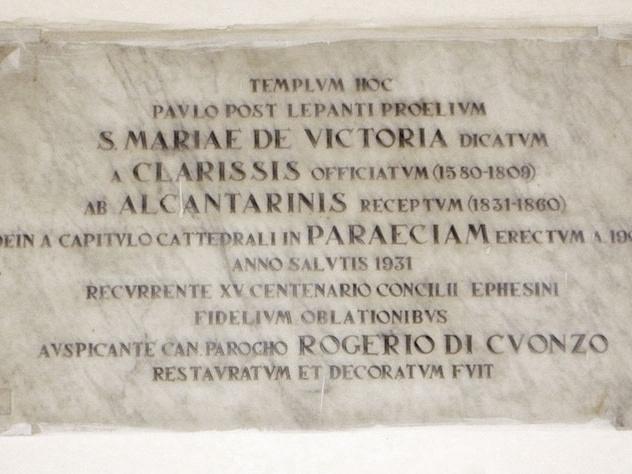 TEMPLVM HOC
PAVLO POST LEPANTI PROELIVM
S. MARIAE DE VICTORIA DICATVM
A CLARISSIS OFFICIATVM (1580-1809)
AB ALCANTARINIS RECEPTVM (1831-1860)
DEIN A CAPITVLO CATTEDRALI IN PARAECIAM ERECTVM A.
ANNO SALVTIS 1931
RECVRRENTE XV CENTENARIO CONCILII EPHESINI
FIDELIVM OBLATIONIBVS
AVSPICANTE CAN. PAROCHO ROGERIO DI CVONZO
RESTAVRATVM ET DECORATVM FVIT